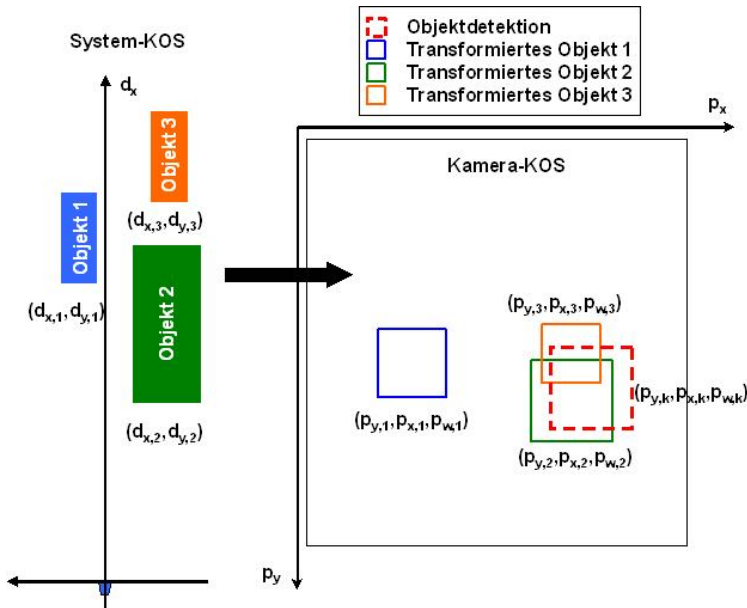 System-KOS
d_x
Objekt 3
Objekt 1
(d_x,3,d_y,3)
Objekt 2
(d_x,1,d_y,1)
(d_x,2,d_y,2)
Objektdetektion
Transformiertes Objekt 1
Transformiertes Objekt 2
Transformiertes Objekt 3
p_x
Kamera-KOS
(p_y,3,p_x,3,p_w,3)
(p_y,k,p_x,k,p_w,k)
(p_y,1,p_x,1,p_w,1)
(p_y,2,p_x,2,p_w,2)
p_y